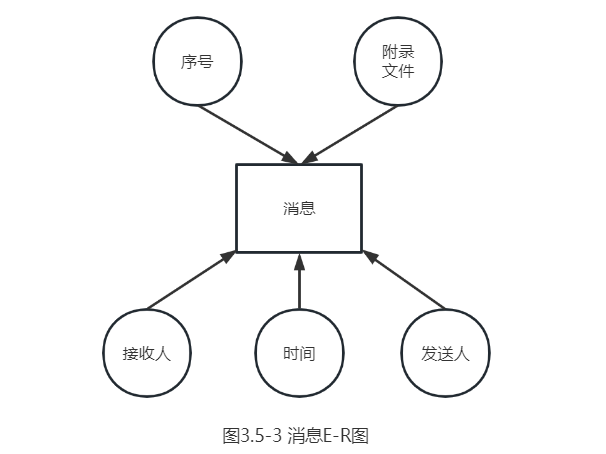 序号
附录
文件
消息
接收人
时间
发送人
图3.5-3 消息E-R图